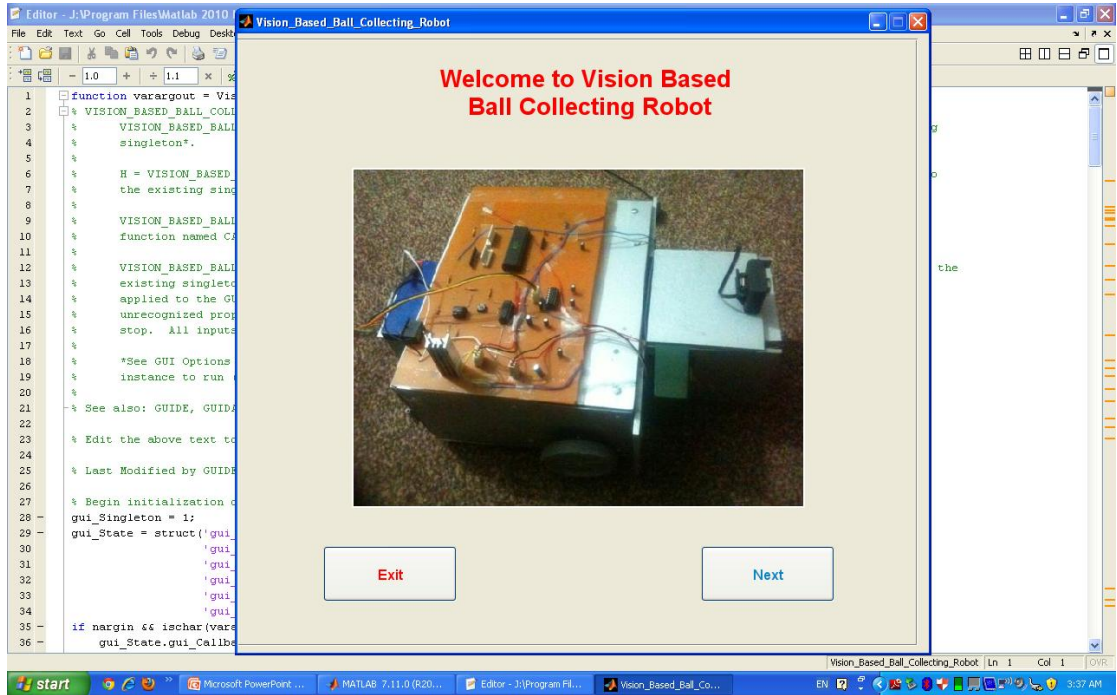 Editor - J:\Program Files\Matlab 2010
Vision_Based_Ball_Collecting_Robot
File Edit Text Go Cell Tools Debug
1.0
1.1
Welcome to Vision Based
Ball Collecting Robot
1 function varargout = Vis
2 % VISION_BASED_BALL_COLL
3 % VISION_BASED_BALL
4 % singleton*.
5 %
6 % H = VISION_BASED
7 % the existing sing
8 %
9 % VISION_BASED_BALL
10 % function named CA
11 %
12 % VISION_BASED_BALL the
13 % existing singleto
14 % applied to the GU
15 % unrecognized prop
16 % stop. All inputs
17 %
18 % *See GUI Options
19 % instance to run
20 %
21 % See also: GUIDE, GUIDA
22
23 % Edit the above text to
24
25 % Last Modified by GUIDE
26
27 % Begin initialization
28 gui_Singleton = 1;
29 gui_State = struct('gui_
30 'gui_
31 'gui_
32 'gui_
33 'gui_
34 'gui_
35 if nargin && ischar(vara
36 gui_State.gui_Callba
Exit
Next
Vision_Based_Ball_Collecting_Robot Ln 1 Col 1 OVR
start Microsoft PowerPoint ... MATLAB 7.11.0 (R20... Editor - J:\Program Fil... Vision_Based_Ball_Co... EN 3:37 AM